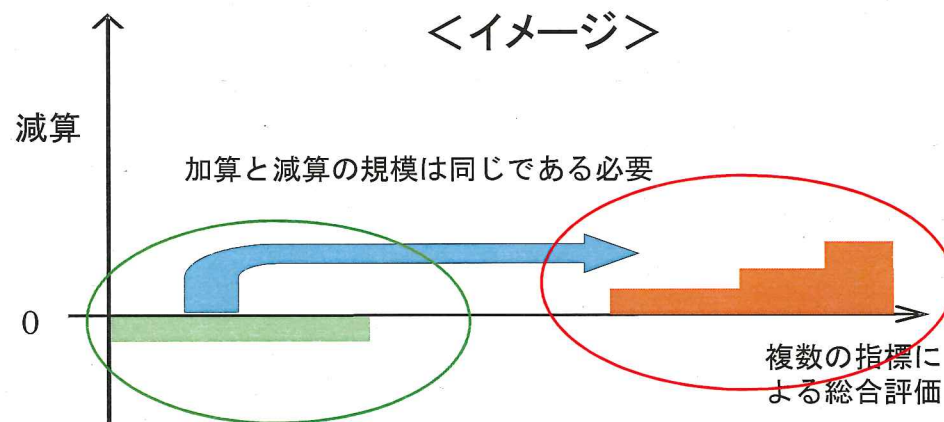 ＜イメージ＞
減算
加算と減算の規模は同じである必要
0
複数の指標に
よる総合評価